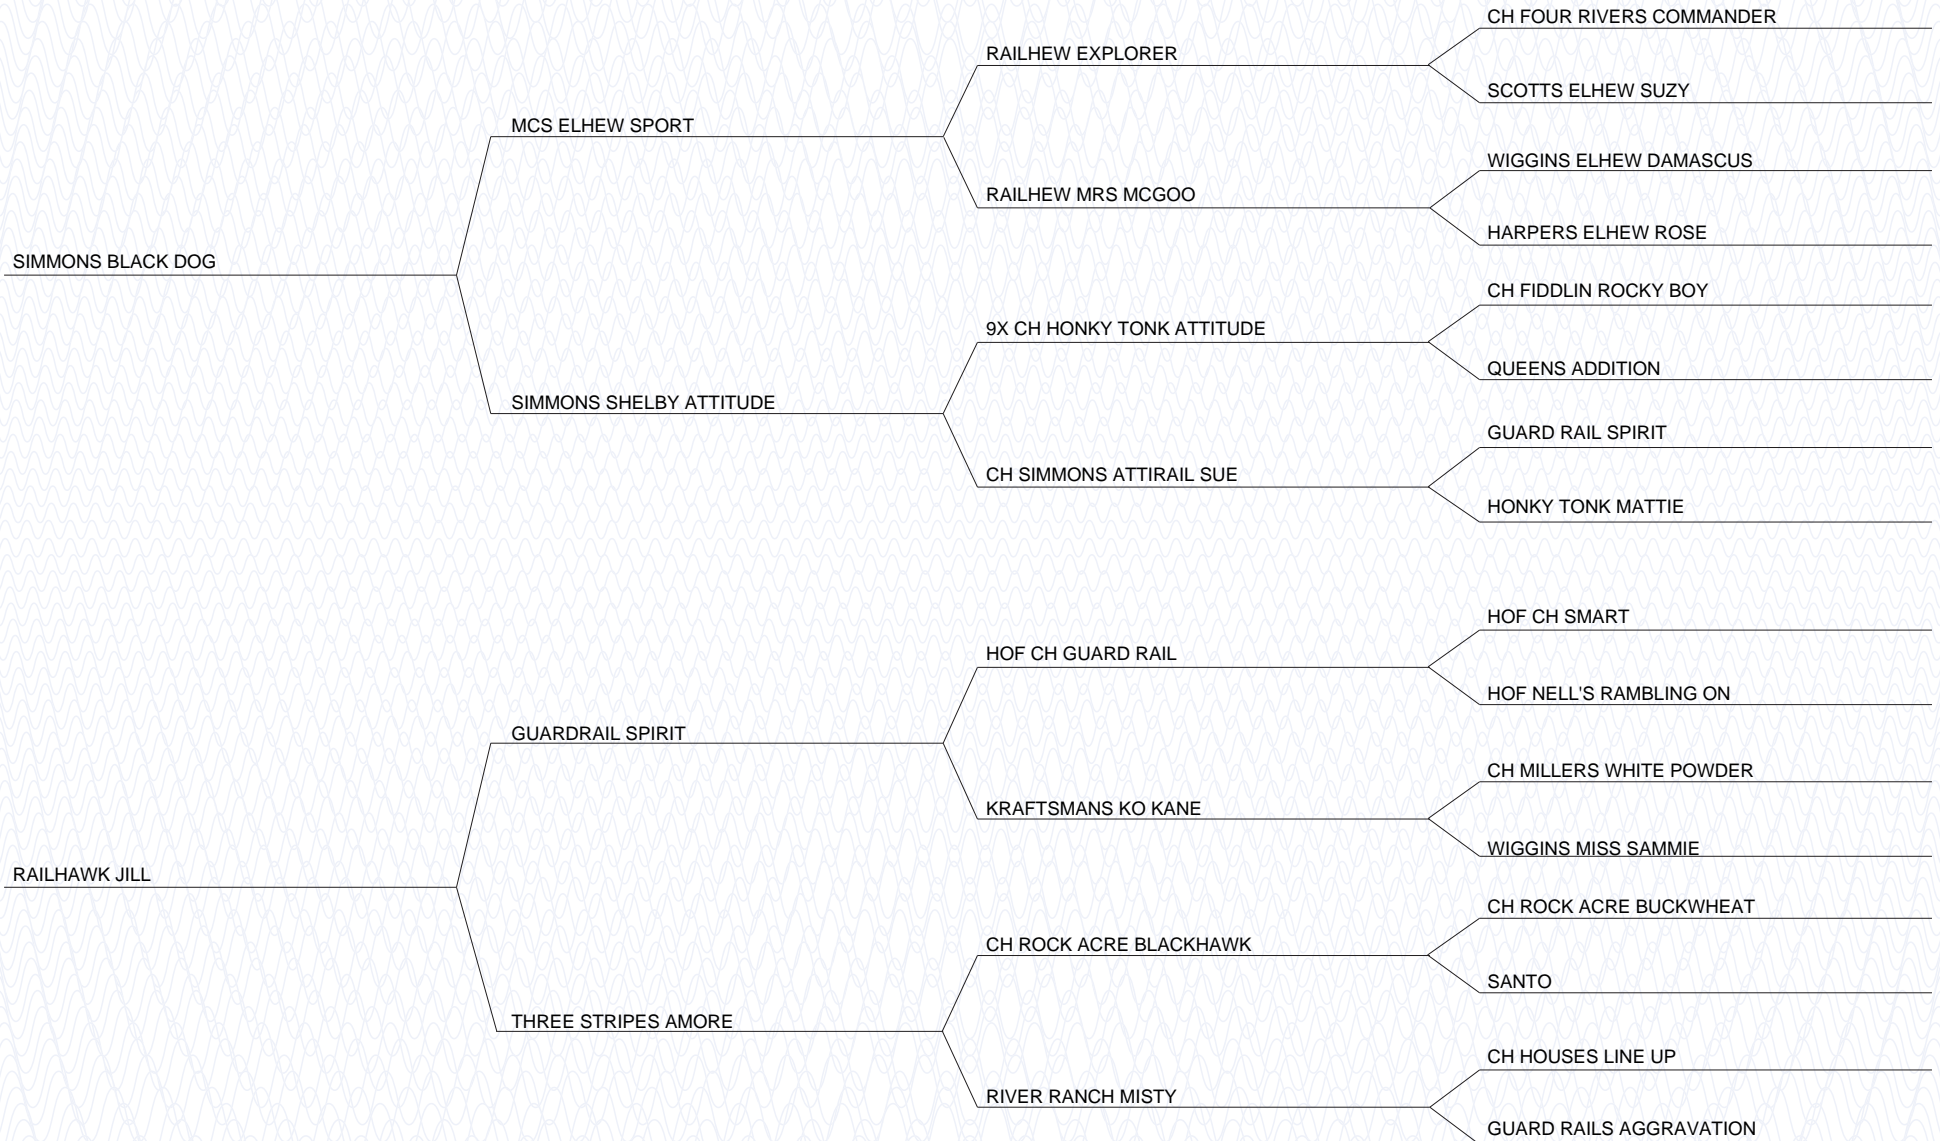 CH FOUR RIVERS COMMANDER
RAILHEW EXPLORER
SCOTTS ELHEW SUZY
MCS ELHEW SPORT
WIGGINS ELHEW DAMASCUS
RAILHEW MRS MCGOO
HARPERS ELHEW ROSE
SIMMONS BLACK DOG
CH FIDDLIN ROCKY BOY
9X CH HONKY TONK ATTITUDE
QUEENS ADDITION
SIMMONS SHELBY ATTITUDE
GUARD RAIL SPIRIT
CH SIMMONS ATTIRAIL SUE
HONKY TONK MATTIE
HOF CH SMART
HOF CH GUARD RAIL
HOF NELL'S RAMBLING ON
GUARDRAIL SPIRIT
CH MILLERS WHITE POWDER
KRAFTSMANS KO KANE
WIGGINS MISS SAMMIE
RAILHAWK JILL
CH ROCK ACRE BUCKWHEAT
CH ROCK ACRE BLACKHAWK
SANTO
THREE STRIPES AMORE
CH HOUSES LINE UP
RIVER RANCH MISTY
GUARD RAILS AGGRAVATION